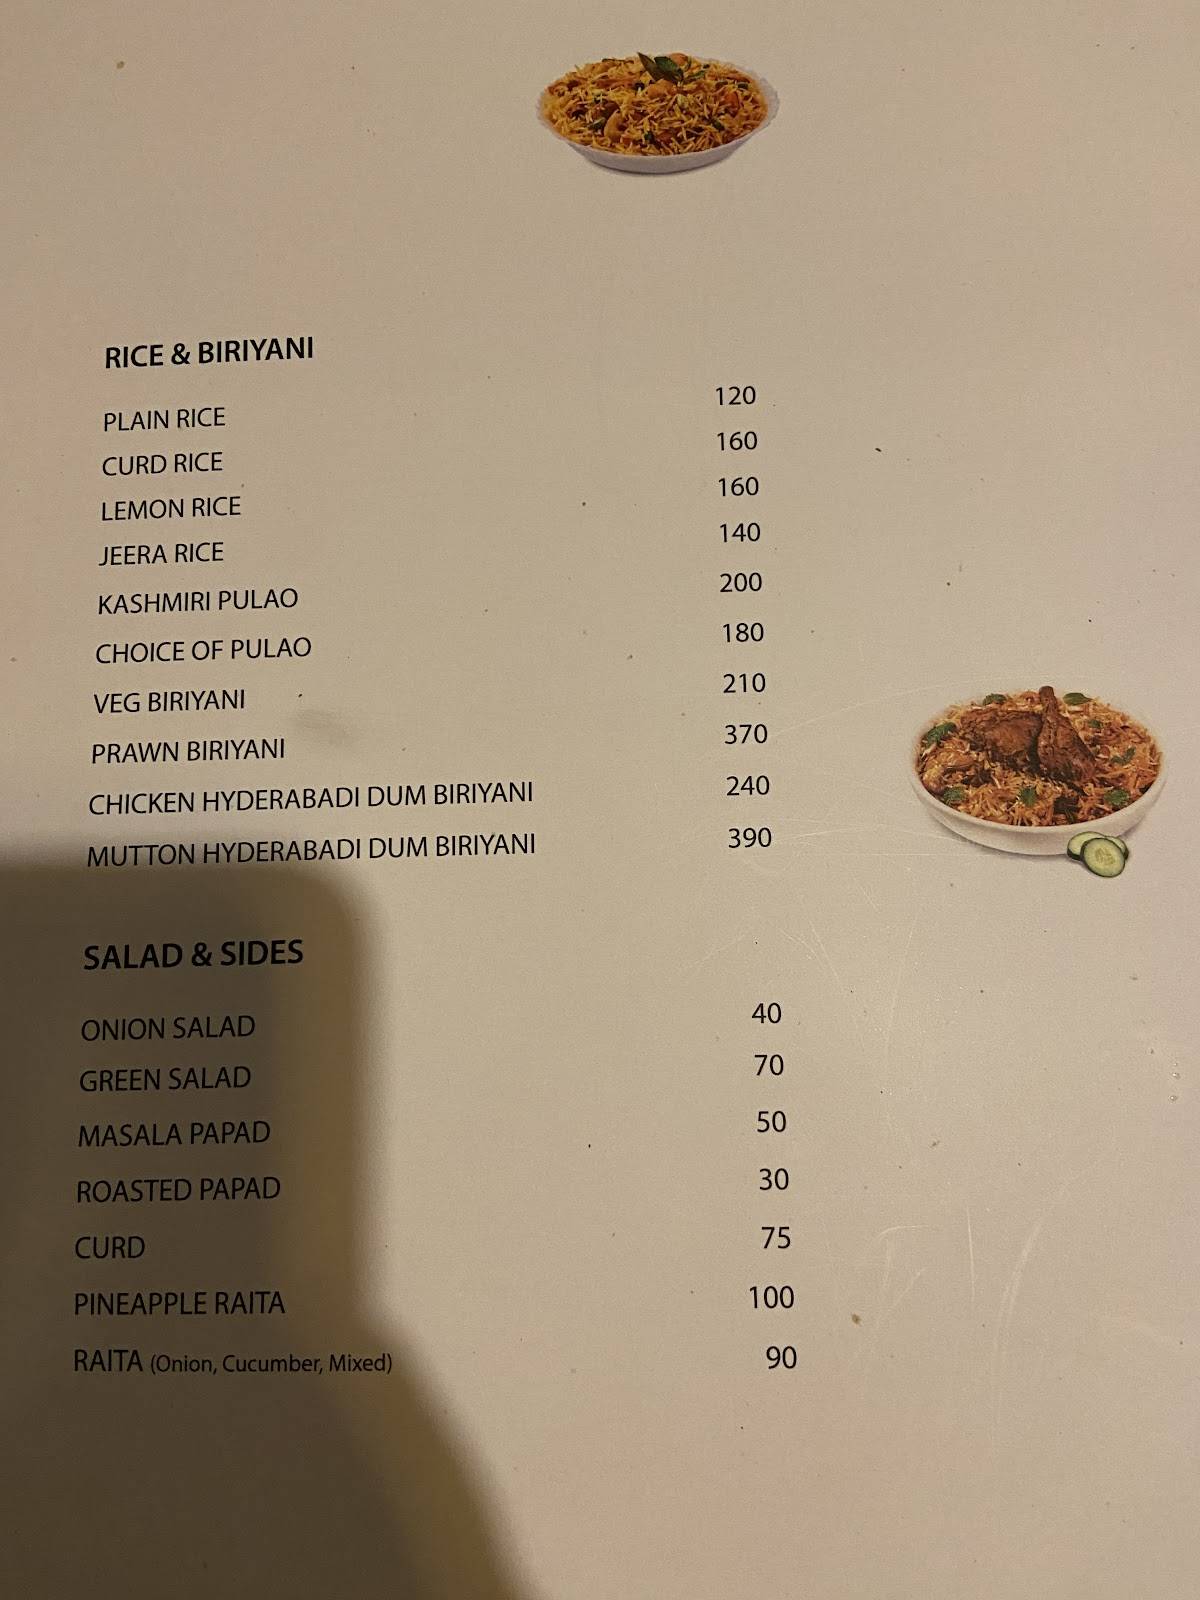 RICE & BIRIYANI
PLAIN RICE 120
CURD RICE 160
LEMON RICE 160
JEERA RICE 140
KASHMIRI PULAO 200
CHOICE OF PULAO 180
VEG BIRIYANI 210
PRAWN BIRIYANI 370
CHICKEN HYDERABADI DUM BIRIYANI 240
MUTTON HYDERABADI DUM BIRIYANI 390
SALAD & SIDES
ONION SALAD 40
GREEN SALAD 70
MASALA PAPAD 50
ROASTED PAPAD 30
CURD 75
PINEAPPLE RAITA 100
RAITA (Onion, Cucumber, Mixed) 90